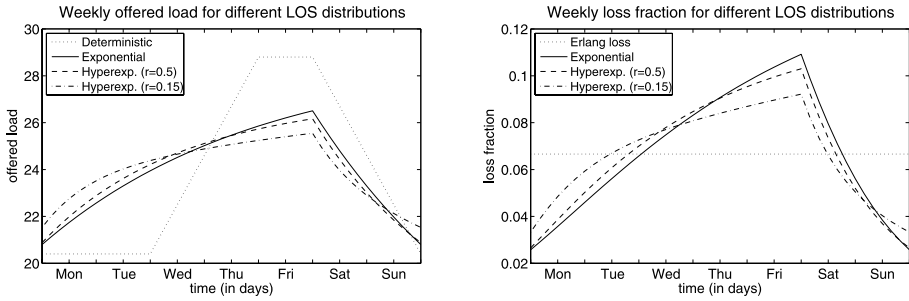 Weekly offered load for different LOS distributions
30
28
26
24
22
20
offered load
Deterministic
Exponential
Hyperexp. (r=0.5)
Hyperexp. (r=0.15)
Mon Tue Wed Thu Fri Sat Sun
time (in days)
Weekly loss fraction for different LOS distributions
0.12
0.1
0.08
0.06
0.04
0.02
loss fraction
Erlang loss
Exponential
Hyperexp. (r=0.5)
Hyperexp. (r=0.15)
Mon Tue Wed Thu Fri Sat Sun
time (in days)